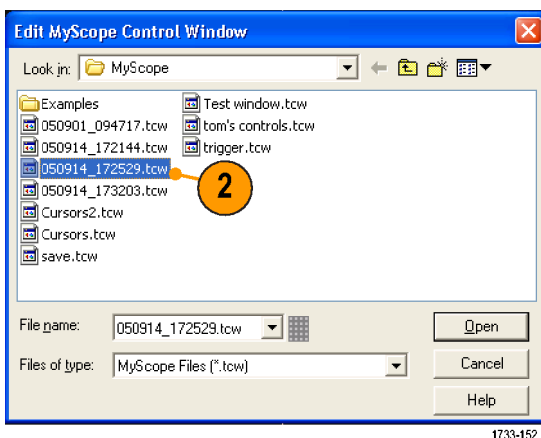 Edit MyScope Control Window
Look in: MyScope
Examples
050901_094717.tcw
050914_172144.tcw
050914_172529.tcw
050914_173203.tcw
Cursors2.tcw
Cursors.tcw
save.tcw
Test window.tcw
tom's controls.tcw
trigger.tcw
2
File name: 050914_172529.tcw
Open
Files of type: MyScope Files (*.tcw)
Cancel
Help
1733-152